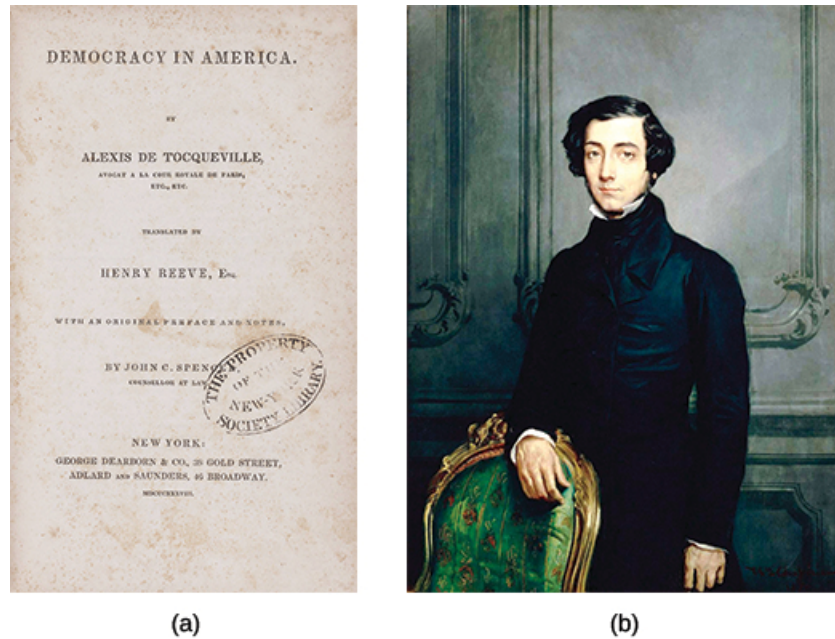 DEMOCRACY IN AMERICA.
BY
ALEXIS DE TOCQUEVILLE,
AVOCAT A LA COUR ROYALE DE PARIS,
ETC., ETC.
TRANSLATED BY
HENRY REEVE, Esq.
WITH AN ORIGINAL PREFACE AND NOTES,
BY JOHN C. SPENCE
COUNSELLOR AT LAW
THE PROPERTY
OF THE
NEW-YORK
SOCIETY LIBRARY.
NEW YORK:
GEORGE DEARBORN & CO., 38 GOLD STREET,
ADLARD AND SAUNDERS, 46 BROADWAY.
MDCCCXXXVIII.
(a)
(b)